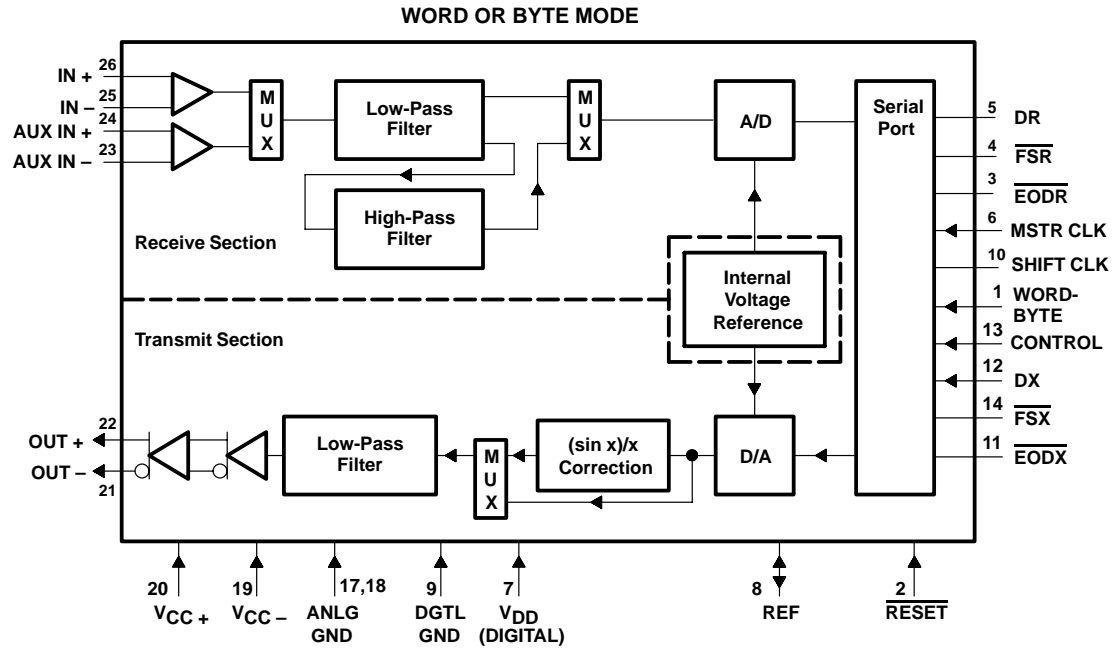 WORD OR BYTE MODE
IN +
26
IN –
25
AUX IN +
24
AUX IN –
23
M
U
X
Low-Pass
Filter
High-Pass
Filter
M
U
X
A/D
Serial
Port
5
DR
4
FSR
3
EODR
6
MSTR CLK
10
SHIFT CLK
1
WORD-
BYTE
13
CONTROL
12
DX
14
FSX
11
EODX
Receive Section
Internal
Voltage
Reference
Transmit Section
OUT +
22
OUT –
21
Low-Pass
Filter
M
U
X
(sin x)/x
Correction
D/A
20
VCC +
19
VCC –
17,18
ANLG
GND
9
DGTL
GND
7
VDD
(DIGITAL)
8
REF
2
RESET